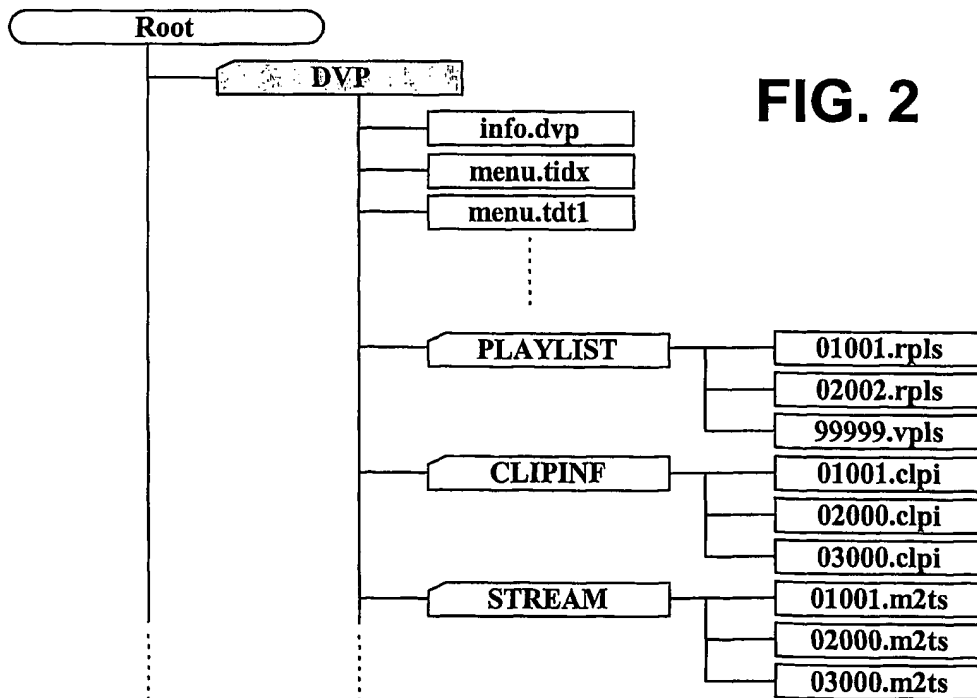 Root
DVP
FIG. 2
info.dvp
menu.tidx
menu.tdt1
PLAYLIST
01001.rpls
02002.rpls
99999.vpls
CLIPINF
01001.clpi
02000.clpi
03000.clpi
STREAM
01001.m2ts
02000.m2ts
03000.m2ts